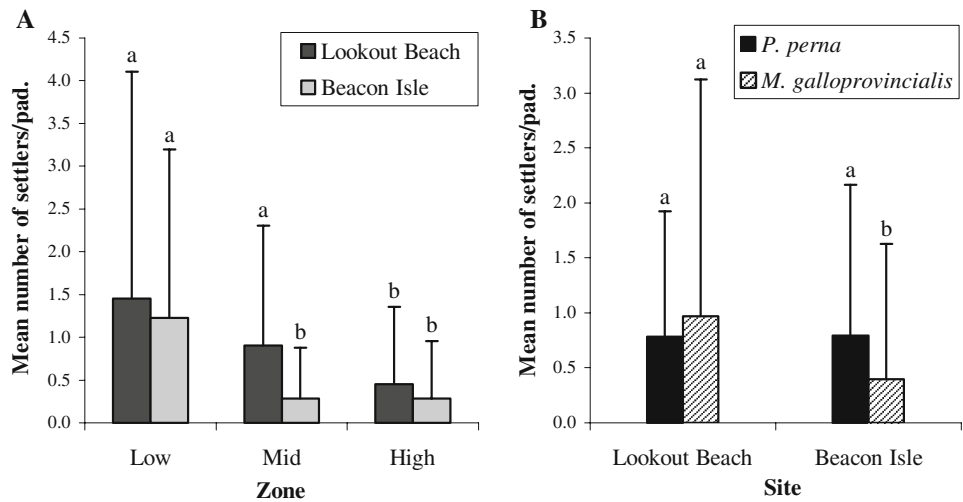 A
Mean number of settlers/pad.
4.5
4.0
3.5
3.0
2.5
2.0
1.5
1.0
0.5
0.0
Lookout Beach
Beacon Isle
a
a
a
b
b
b
Low Mid High
Zone
B
Mean number of settlers/pad.
3.5
3.0
2.5
2.0
1.5
1.0
0.5
0.0
P. perna
M. galloprovincialis
a
a
a
b
Lookout Beach Beacon Isle
Site